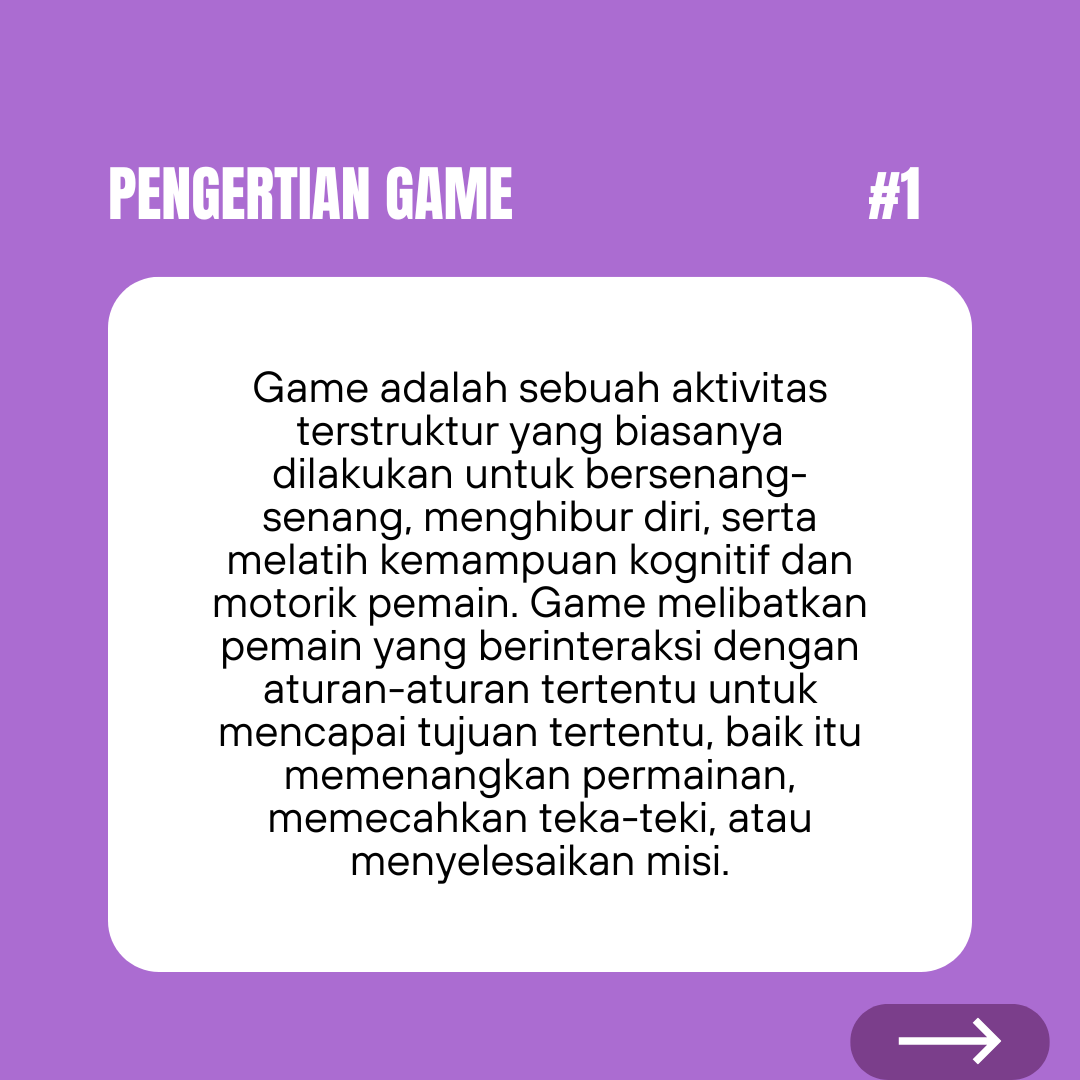 PENGERTIAN GAME #1
Game adalah sebuah aktivitas
terstruktur yang biasanya
dilakukan untuk bersenang-
senang, menghibur diri, serta
melatih kemampuan kognitif dan
motorik pemain. Game melibatkan
pemain yang berinteraksi dengan
aturan-aturan tertentu untuk
mencapai tujuan tertentu, baik itu
memenangkan permainan,
memecahkan teka-teki, atau
menyelesaikan misi.